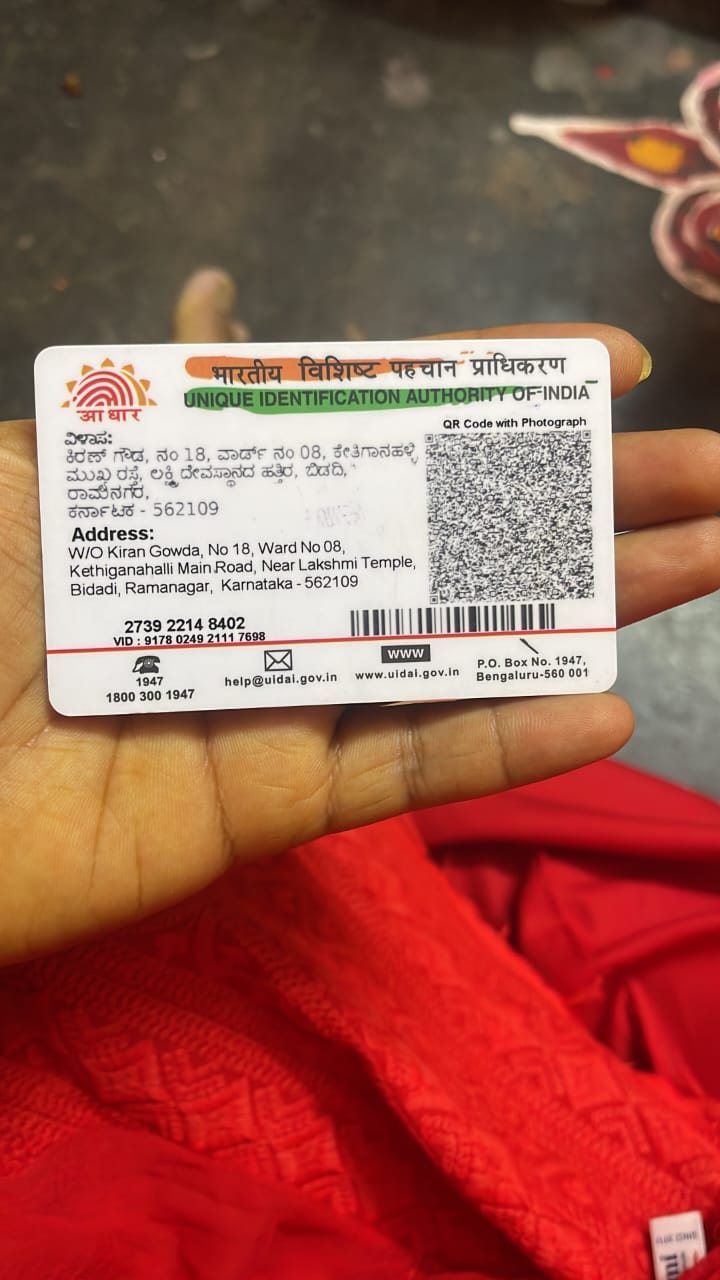 भारतीय विशिष्ट पहचान प्राधिकरण
UNIQUE IDENTIFICATION AUTHORITY OF INDIA
आधार
QR Code with Photograph
ವಿಳಾಸ:
ಕಿರಣ್ ಗೌಡ, ನಂ 18, ವಾರ್ಡ್ ನಂ 08, ಕೇತಿಗಾನಹಳ್ಳಿ
ಮುಖ್ಯ ರಸ್ತೆ, ಲಕ್ಷ್ಮಿ ದೇವಸ್ಥಾನದ ಹತ್ತಿರ, ಬಿಡದಿ,
ರಾಮನಗರ,
ಕರ್ನಾಟಕ - 562109
Address:
W/O Kiran Gowda, No 18, Ward No 08,
Kethiganahalli Main Road, Near Lakshmi Temple,
Bidadi, Ramanagar, Karnataka - 562109
2739 2214 8402
VID : 9178 0249 2111 7698
1947
1800 300 1947
help@uidai.gov.in
WWW
www.uidai.gov.in
P.O. Box No. 1947,
Bengaluru-560 001